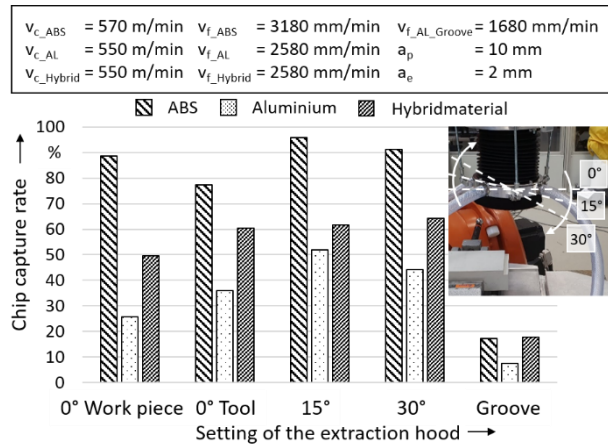 v_c_ABS = 570 m/min v_f_ABS = 3180 mm/min v_f_AL_Groove = 1680 mm/min
v_c_AL = 550 m/min v_f_AL = 2580 mm/min a_p = 10 mm
v_c_Hybrid = 550 m/min v_f_Hybrid = 2580 mm/min a_e = 2 mm
ABS Aluminium Hybridmaterial
Chip capture rate
100
%
80
70
60
50
40
30
20
10
0
0°
15°
30°
0° Work piece 0° Tool 15° 30° Groove
Setting of the extraction hood